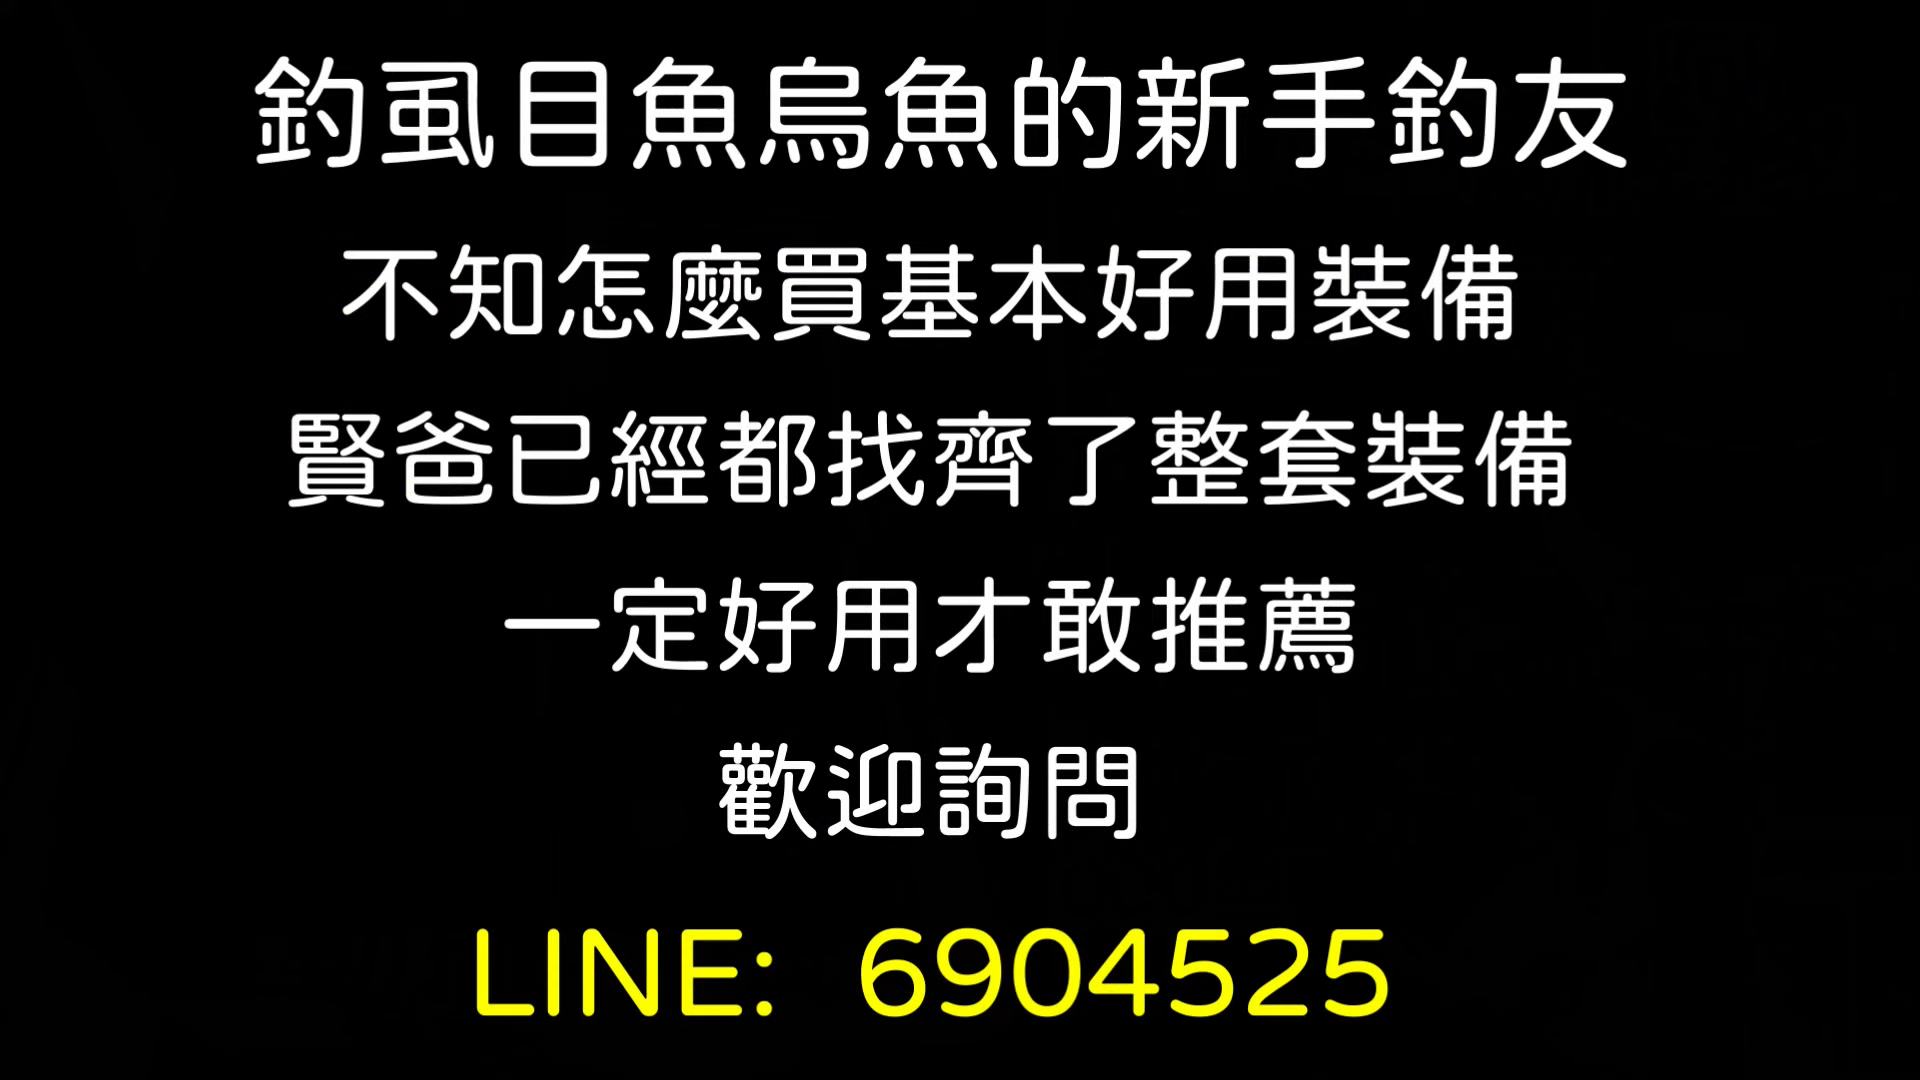 釣虱目魚烏魚的新手釣友
不知怎麼買基本好用裝備
賢爸已經都找齊了整套裝備
一定好用才敢推薦
歡迎詢問
LINE: 6904525